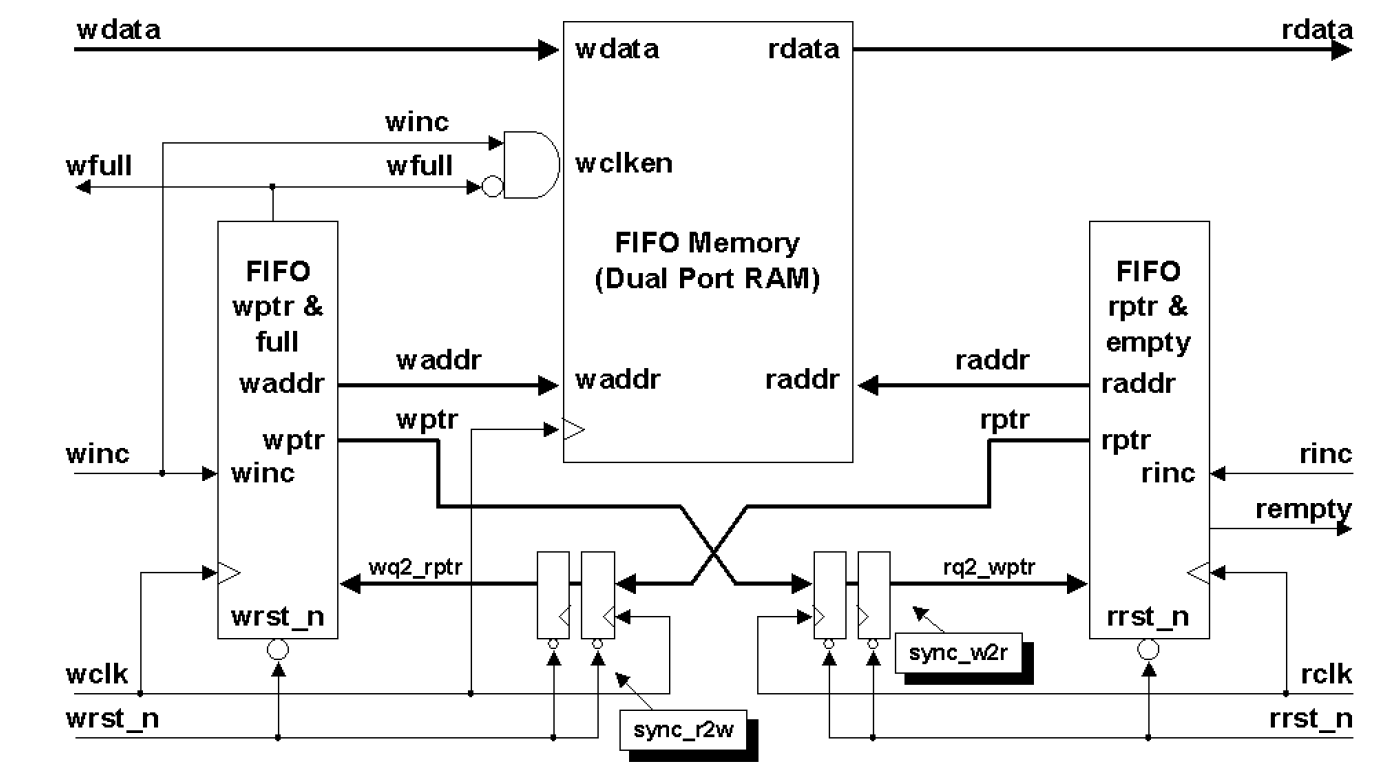 wdata
rdata
wdata
rdata
winc
wfull
wfull
wclken
FIFO Memory
(Dual Port RAM)
FIFO
wptr &
full
FIFO
rptr &
empty
waddr
waddr
waddr
raddr
raddr
raddr
wptr
wptr
rptr
rptr
winc
winc
rinc
rinc
rempty
wq2_rptr
rq2_wptr
wrst_n
rrst_n
sync_w2r
wclk
rclk
wrst_n
sync_r2w
rrst_n